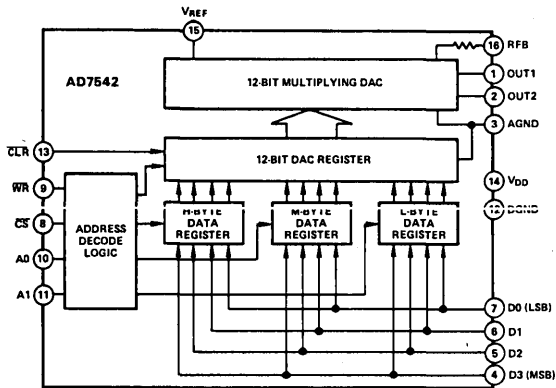 VREF
15
AD7542
12-BIT MULTIPLYING DAC
16 RFB
1 OUT1
2 OUT2
3 AGND
CLR 13
12-BIT DAC REGISTER
WR 9
14 VDD
CS 8
12 DGND
ADDRESS
DECODE
LOGIC
H-BYTE
DATA
REGISTER
M-BYTE
DATA
REGISTER
L-BYTE
DATA
REGISTER
A0 10
A1 11
7 D0 (LSB)
6 D1
5 D2
4 D3 (MSB)